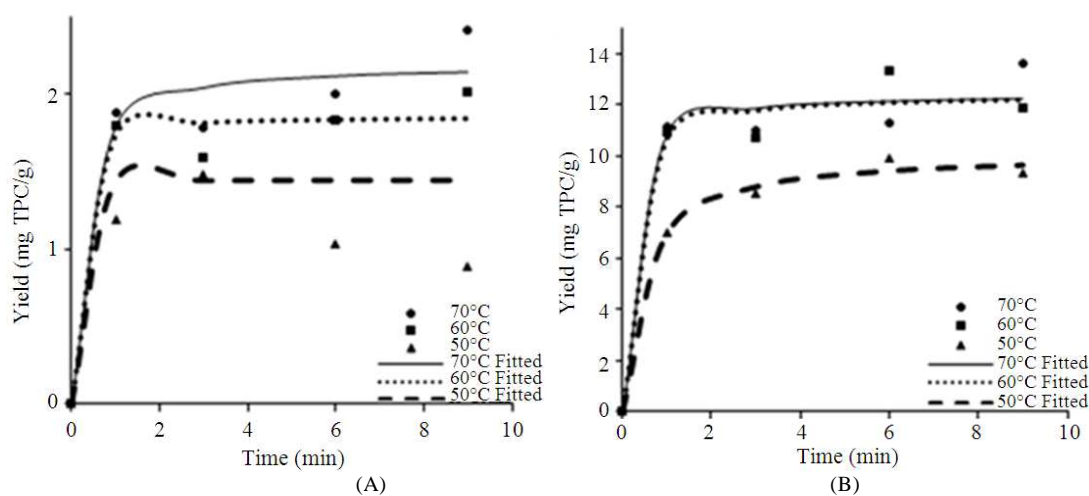 Yield (mg TPC/g)
2
1
0
0 2 4 6 8 10
Time (min)
70°C
60°C
50°C
70°C Fitted
60°C Fitted
50°C Fitted
(A)
Yield (mg TPC/g)
14
12
10
8
6
4
2
0
0 2 4 6 8 10
Time (min)
70°C
60°C
50°C
70°C Fitted
60°C Fitted
50°C Fitted
(B)